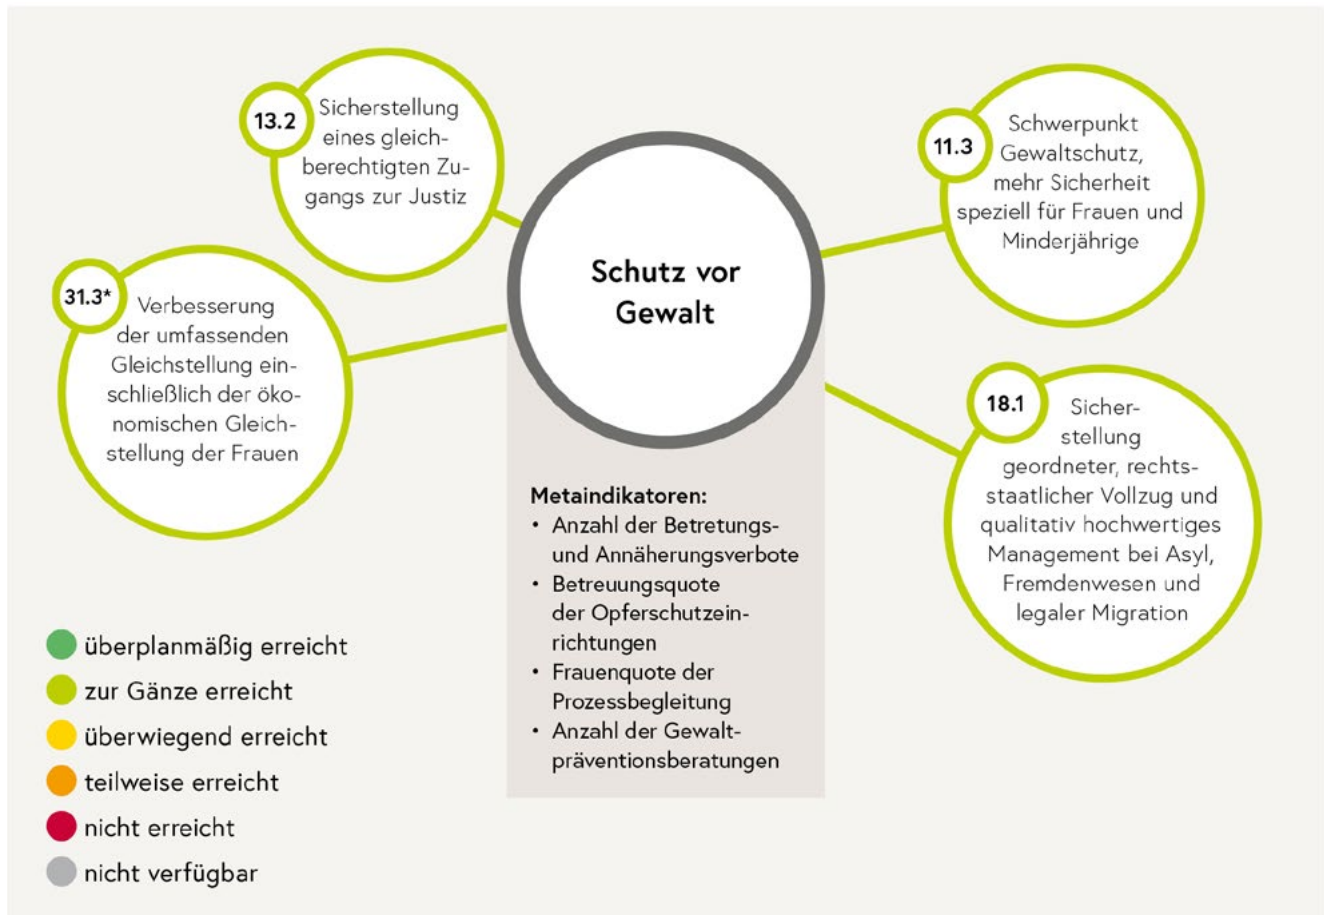 13.2
Sicherstellung
eines gleich-
berechtigten Zu-
gangs zur Justiz
31.3*
Verbesserung
der umfassenden
Gleichstellung ein-
schließlich der öko-
nomischen Gleich-
stellung der Frauen
Schutz vor
Gewalt
11.3
Schwerpunkt
Gewaltschutz,
mehr Sicherheit
speziell für Frauen und
Minderjährige
18.1
Sicher-
stellung
geordneter, rechts-
staatlicher Vollzug und
qualitativ hochwertiges
Management bei Asyl,
Fremdenwesen und
legaler Migration
Metaindikatoren:
• Anzahl der Betretungs-
und Annäherungsverbote
• Betreuungsquote
der Opferschutzein-
richtungen
• Frauenquote der
Prozessbegleitung
• Anzahl der Gewalt-
präventionsberatungen
überplanmäßig erreicht
zur Gänze erreicht
überwiegend erreicht
teilweise erreicht
nicht erreicht
nicht verfügbar